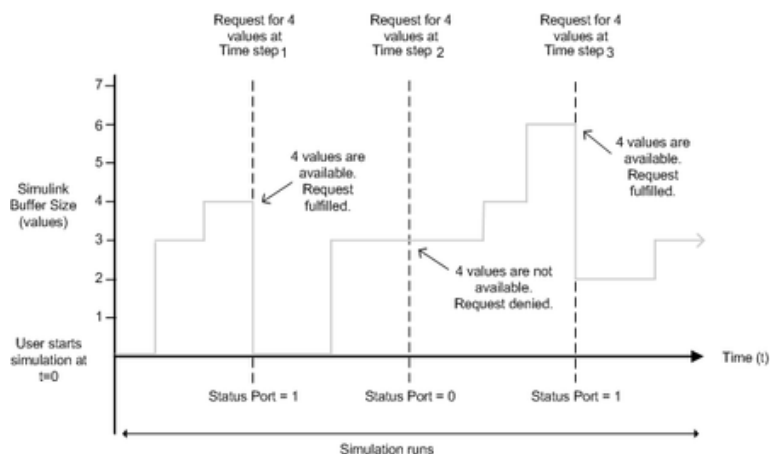 Request for 4
values at
Time step 1
Request for 4
values at
Time step 2
Request for 4
values at
Time step 3
7
6
5
4
3
2
1
Simulink
Buffer Size
(values)
4 values are
available.
Request
fulfilled.
4 values are not
available.
Request denied.
4 values are
available.
Request
fulfilled.
User starts
simulation at
t=0
Time (t)
Status Port = 1
Status Port = 0
Status Port = 1
Simulation runs